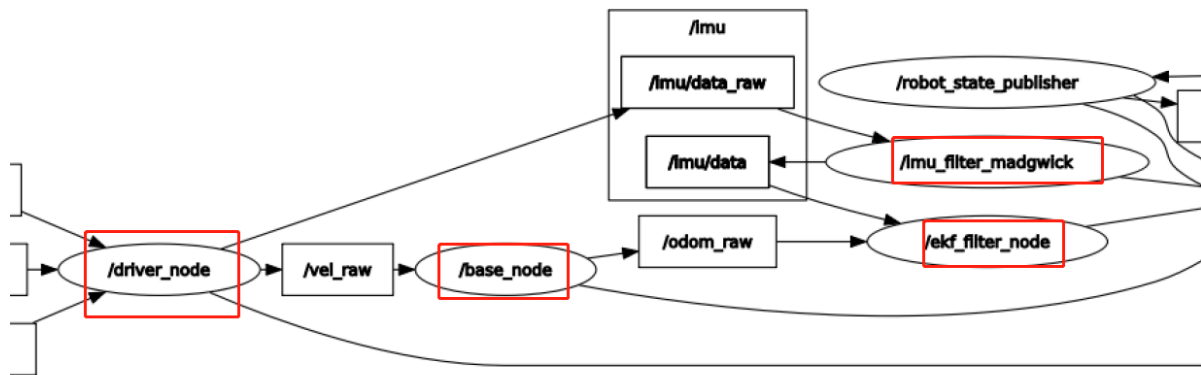 /imu
/imu/data_raw
/robot_state_publisher
/imu/data
/imu_filter_madgwick
/driver_node
/vel_raw
/base_node
/odom_raw
/ekf_filter_node